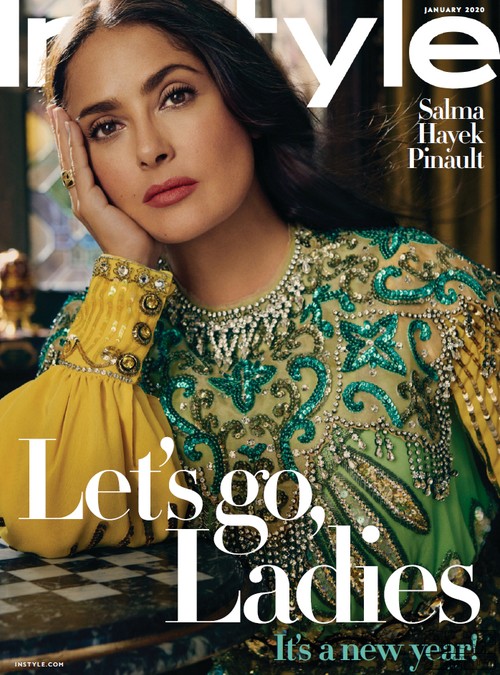 JANUARY 2020
InStyle
Salma
Hayek
Pinault
Let's go,
Ladies
It's a new year!
INSTYLE.COM